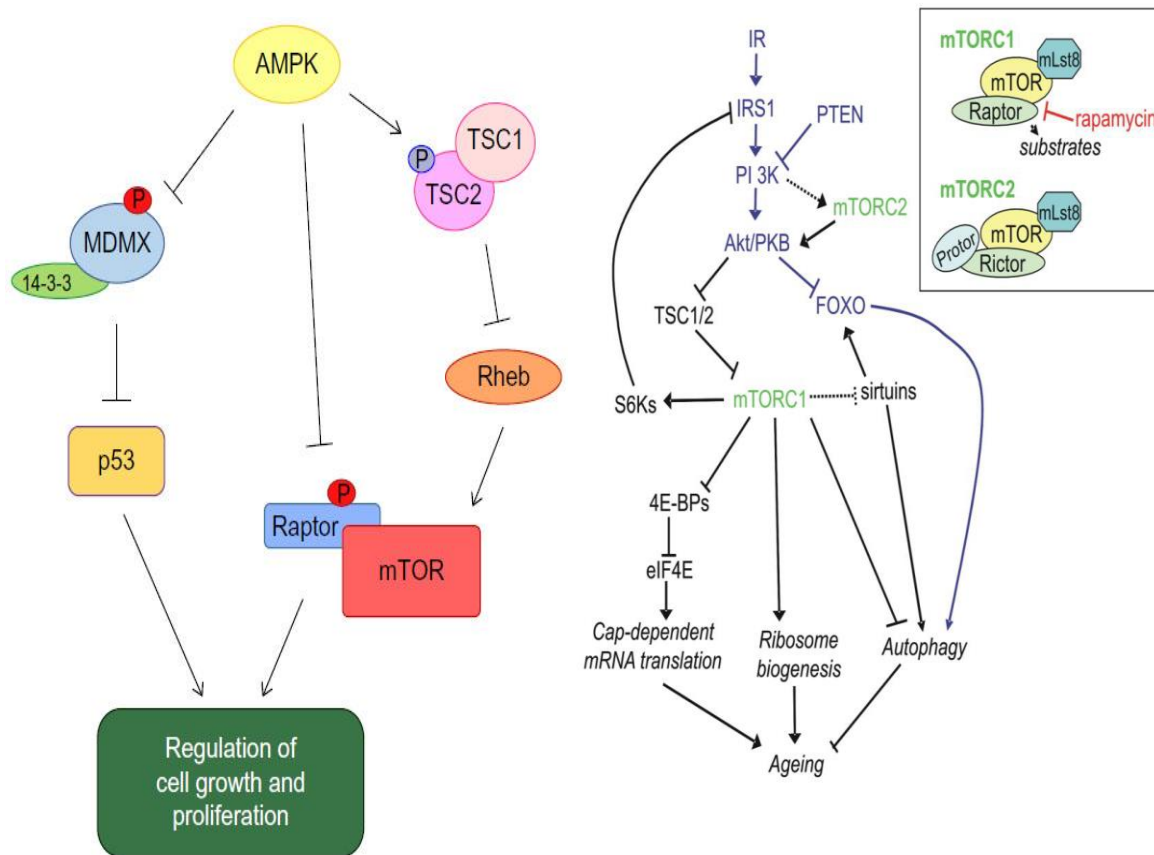 AMPK
P
TSC1
TSC2
P
MDMX
14-3-3
Rheb
p53
P
Raptor
mTOR
Regulation of
cell growth and
proliferation
IR
IRS1
PTEN
PI 3K
mTORC2
Akt/PKB
TSC1/2
FOXO
S6Ks
mTORC1
sirtuins
4E-BPs
eIF4E
Cap-dependent
mRNA translation
Ribosome
biogenesis
Autophagy
Ageing
mTORC1
mLst8
mTOR
Raptor
rapamycin
substrates
mTORC2
mLst8
mTOR
Protor
Rictor